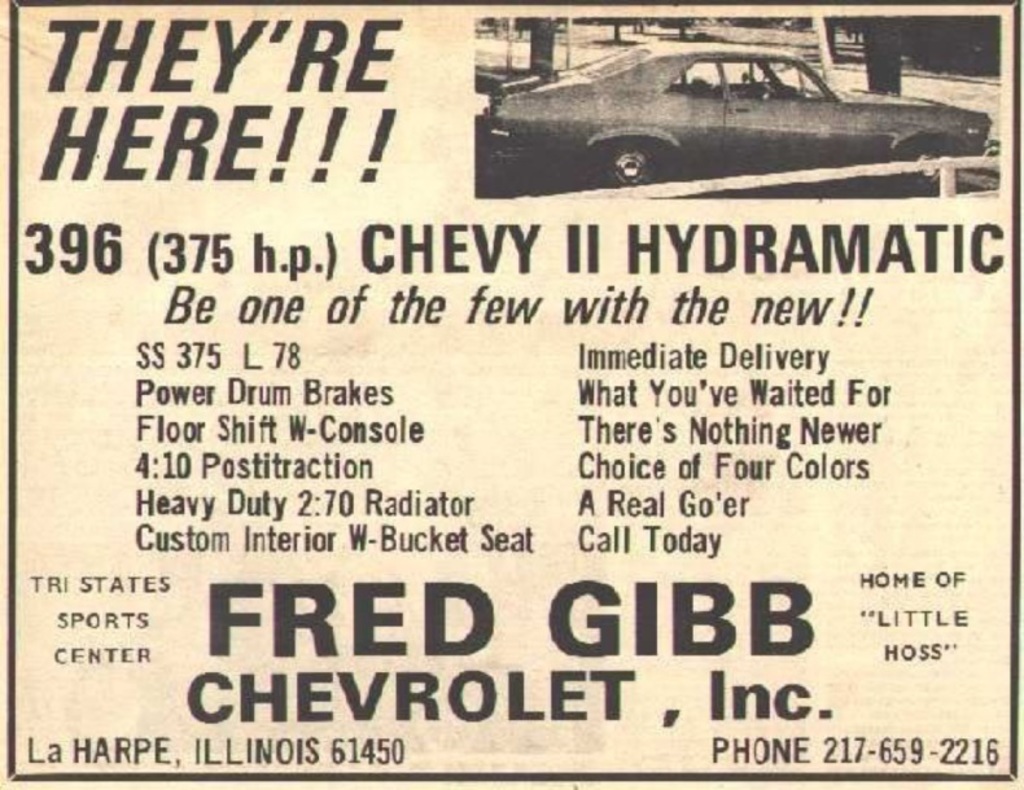 THEY'RE
HERE!!!
396 (375 h.p.) CHEVY II HYDRAMATIC
Be one of the few with the new!!
SS 375 L 78
Power Drum Brakes
Floor Shift W-Console
4:10 Postitraction
Heavy Duty 2:70 Radiator
Custom Interior W-Bucket Seat
Immediate Delivery
What You've Waited For
There's Nothing Newer
Choice of Four Colors
A Real Go'er
Call Today
TRI STATES
SPORTS
CENTER
FRED GIBB
CHEVROLET, Inc.
HOME OF
"LITTLE
HOSS"
La HARPE, ILLINOIS 61450
PHONE 217-659-2216